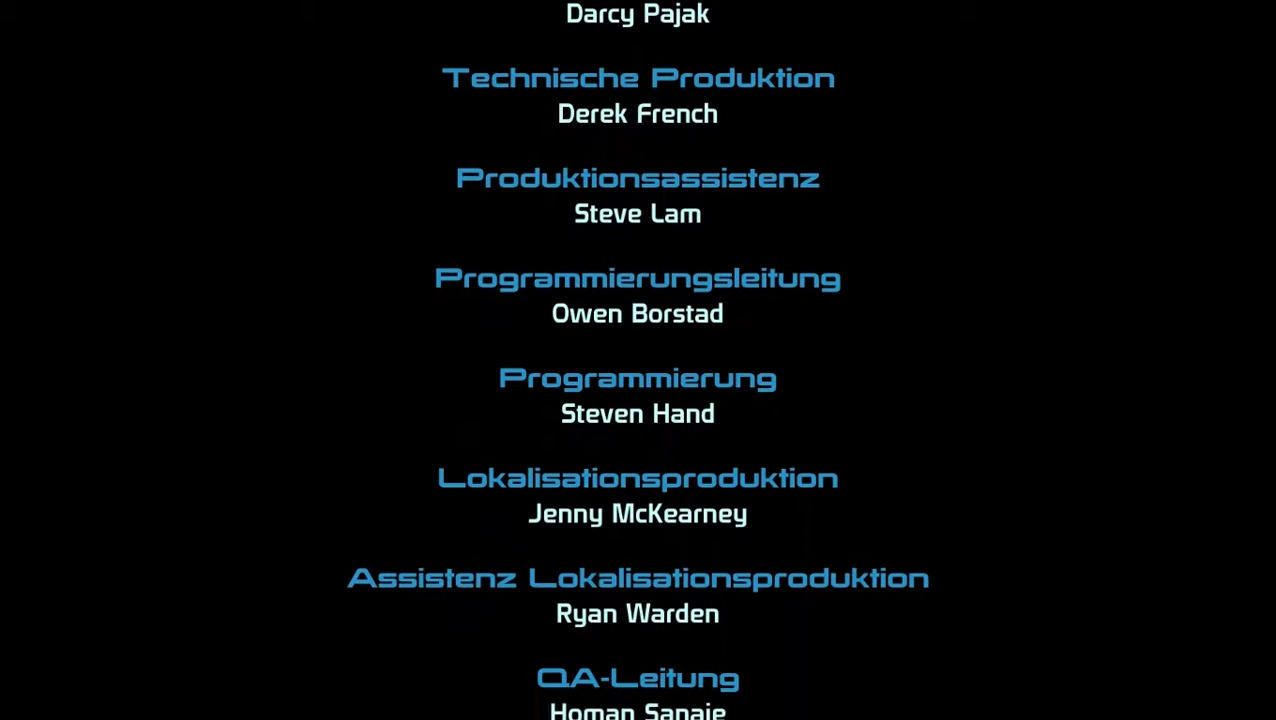 Darcy Pajak
Technische Produktion
Derek French
Produktionsassistenz
Steve Lam
Programmierungsleitung
Owen Borstad
Programmierung
Steven Hand
Lokalisationsproduktion
Jenny McKearney
Assistenz Lokalisationsproduktion
Ryan Warden
QA-Leitung
Homan Sanaie